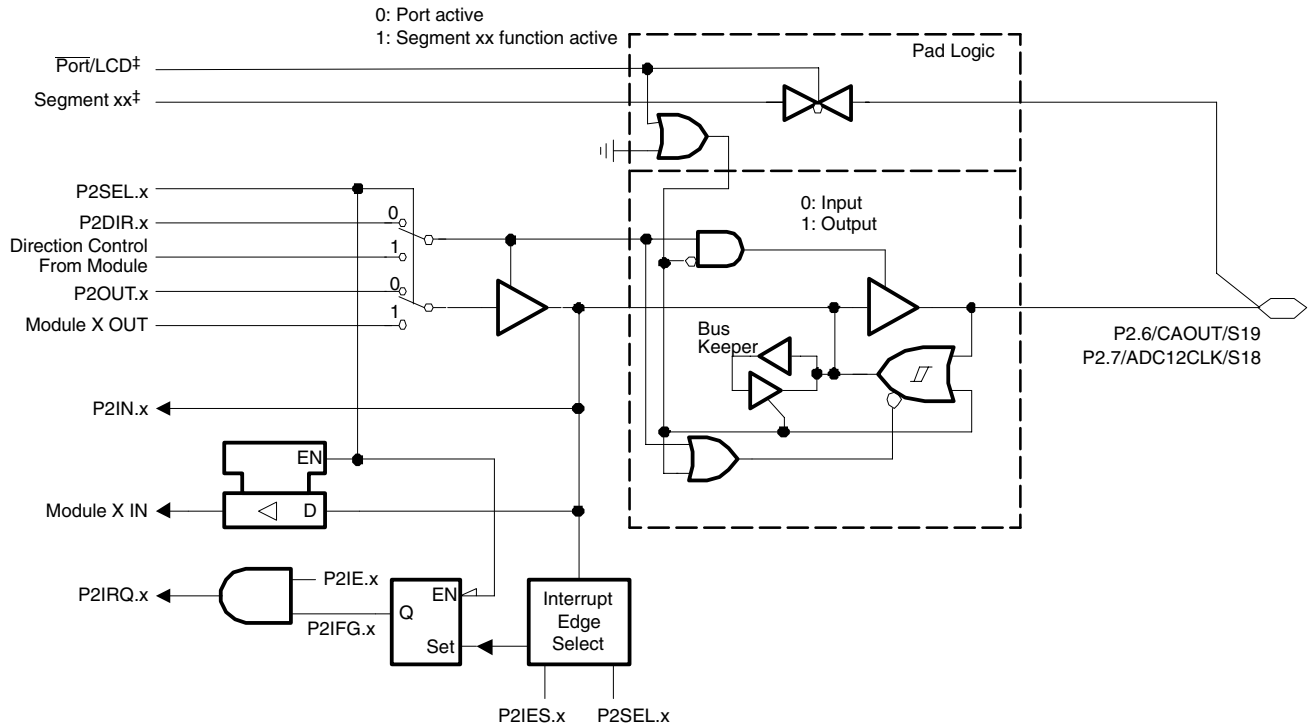 0: Port active
1: Segment xx function active
Pad Logic
Port/LCD‡
Segment xx‡
P2SEL.x
0
P2DIR.x
0: Input
1: Output
Direction Control
From Module
1
P2OUT.x
0
1
Module X OUT
Bus
Keeper
P2.6/CAOUT/S19
P2.7/ADC12CLK/S18
P2IN.x
EN
Module X IN
D
P2IE.x
P2IRQ.x
P2IFG.x
EN
Q
Set
Interrupt
Edge
Select
P2IES.x
P2SEL.x